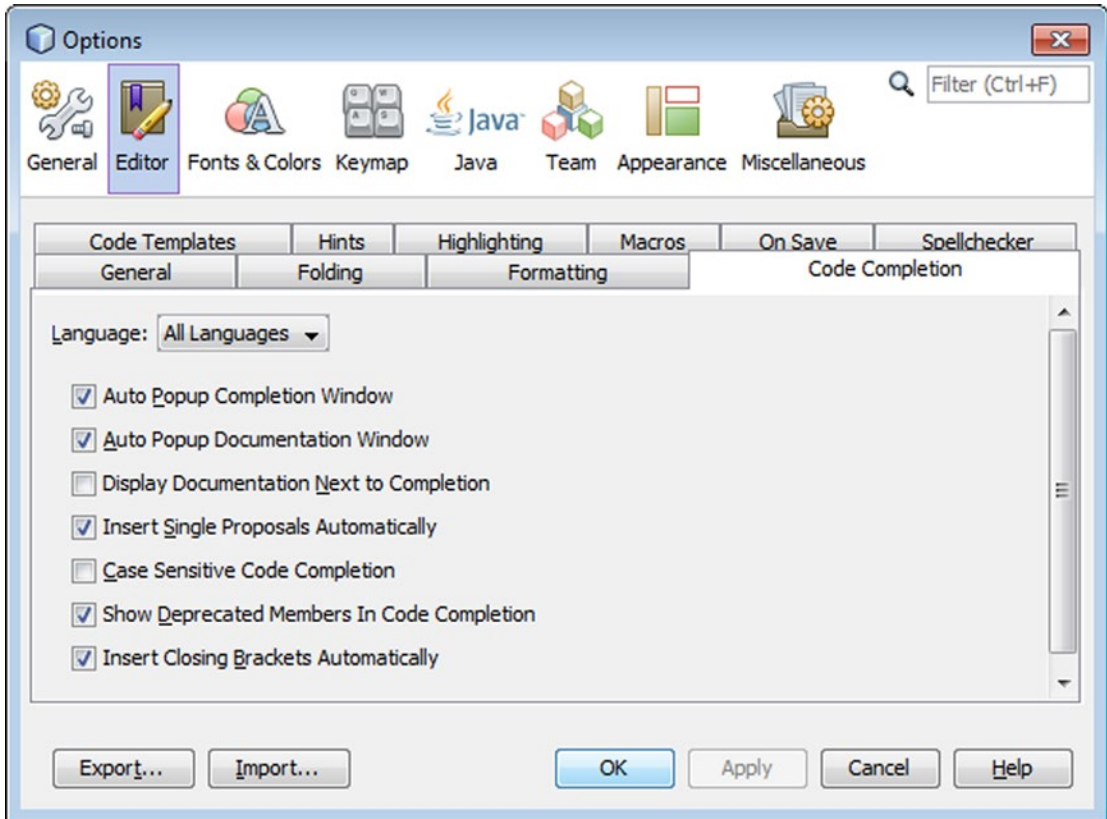 Options
Filter (Ctrl+F)
Java
General Editor Fonts & Colors Keymap Java Team Appearance Miscellaneous
Code Templates Hints Highlighting Macros On Save Spellchecker
General Folding Formatting Code Completion
Language: All Languages
Auto Popup Completion Window
Auto Popup Documentation Window
Display Documentation Next to Completion
Insert Single Proposals Automatically
Case Sensitive Code Completion
Show Deprecated Members In Code Completion
Insert Closing Brackets Automatically
Export... Import... OK Apply Cancel Help